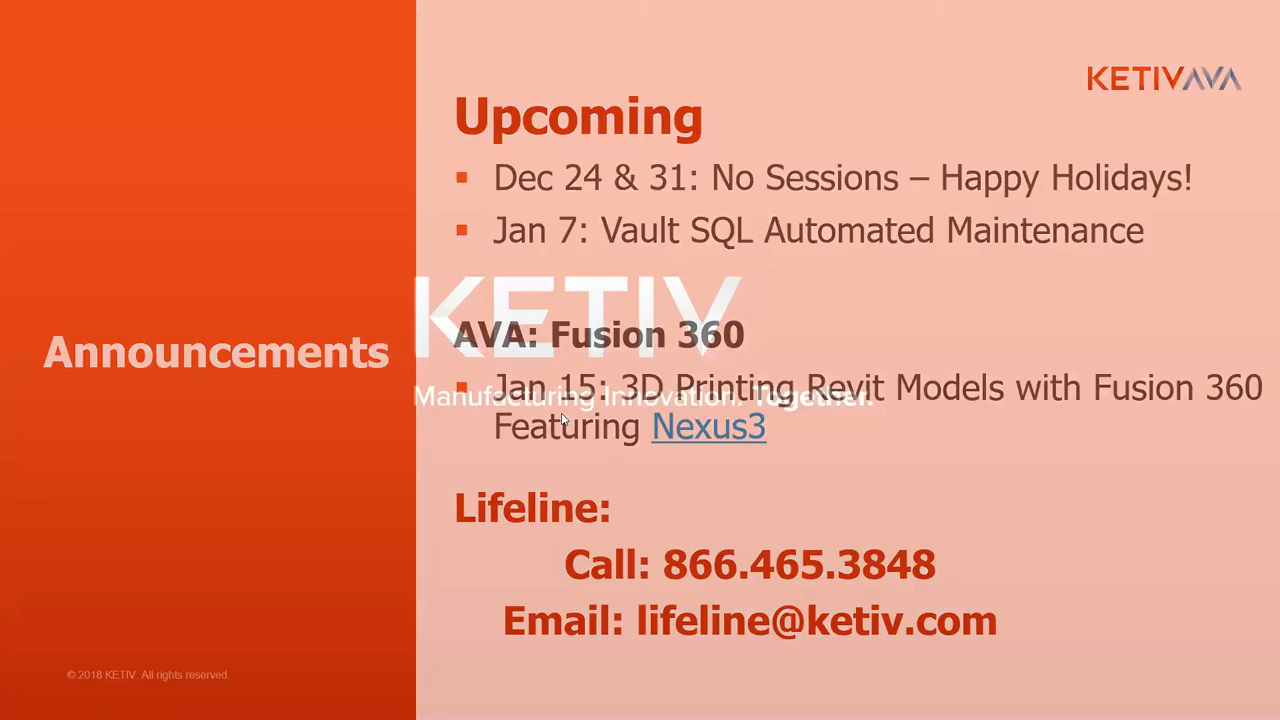 KETIVAVA
Upcoming
▪ Dec 24 & 31: No Sessions – Happy Holidays!
▪ Jan 7: Vault SQL Automated Maintenance
KETIV
AVA: Fusion 360
Announcements
▪ Jan 15: 3D Printing Revit Models with Fusion 360
Manufacturing Innovation. Together.
Featuring Nexus3
Lifeline:
Call: 866.465.3848
Email: lifeline@ketiv.com
© 2018 KETIV. All rights reserved.